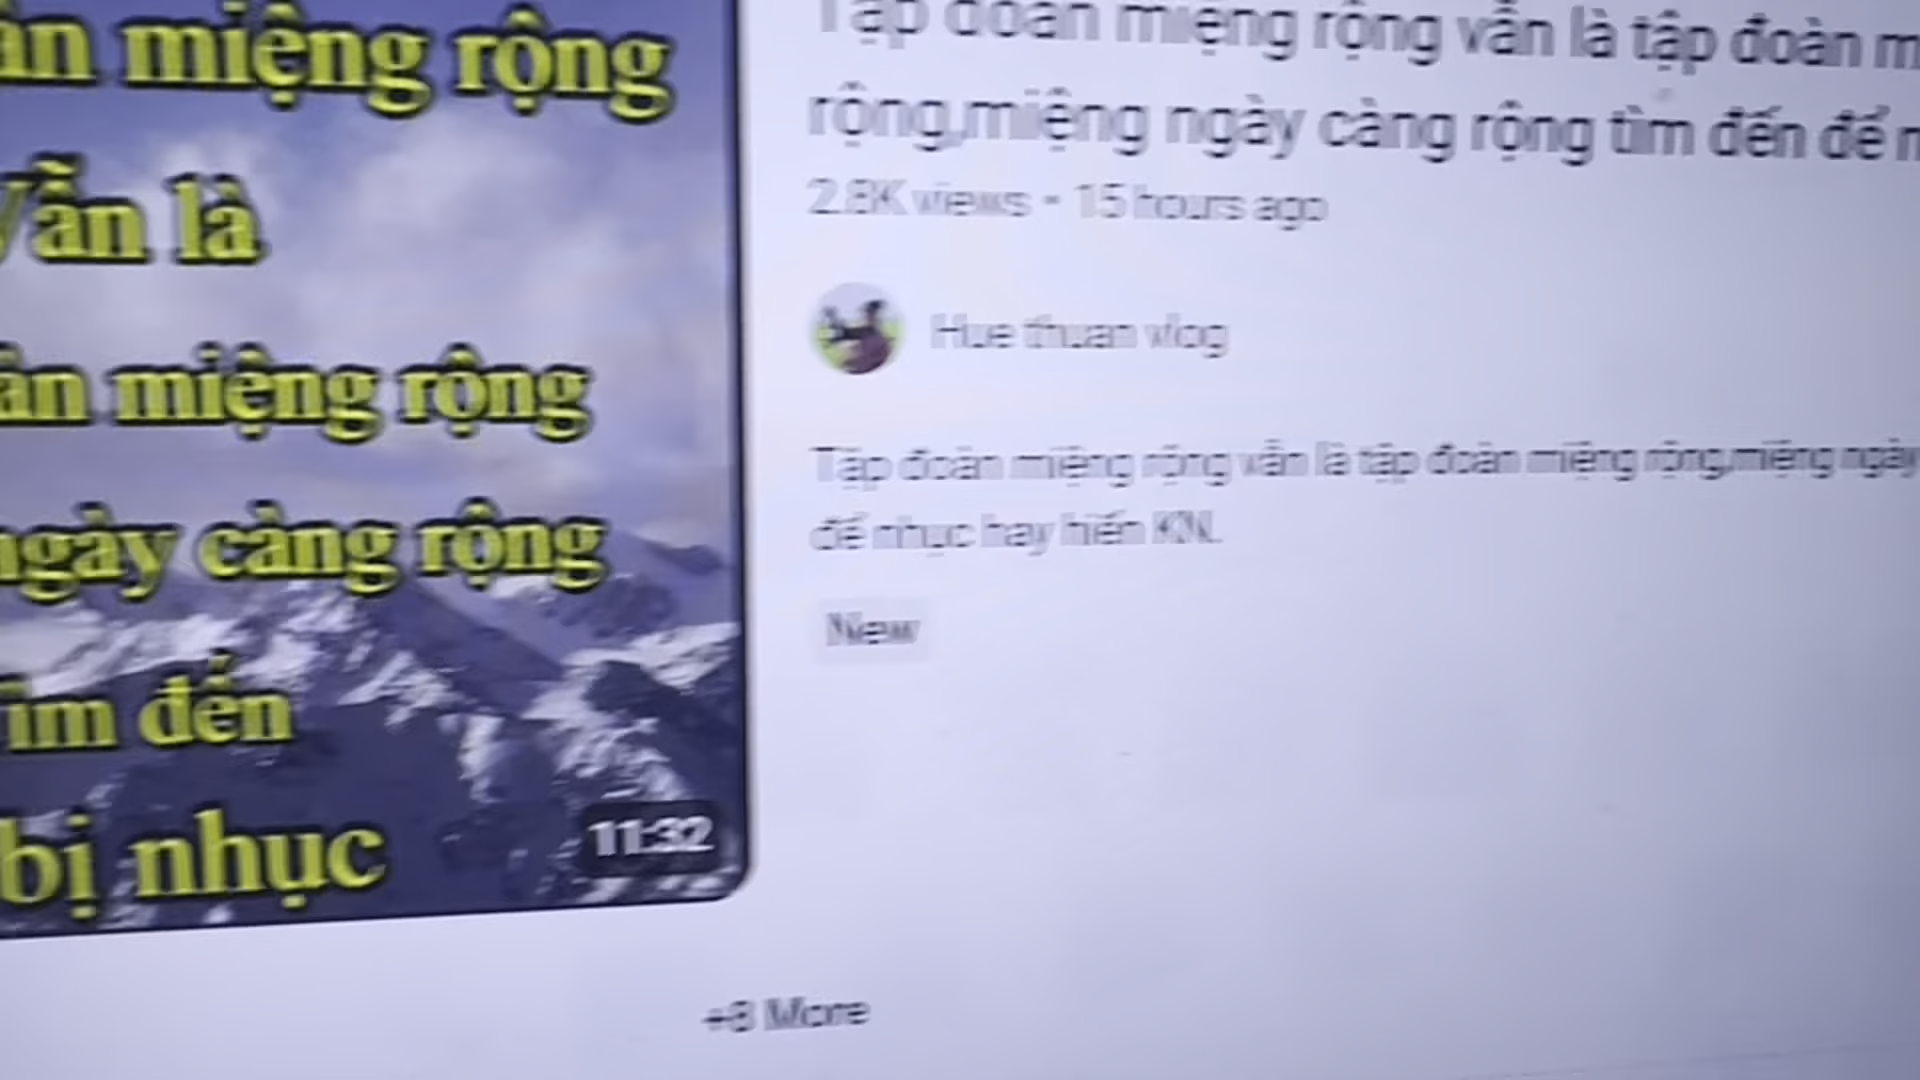 miệng rộng
Vẫn là
miệng rộng
ngày càng rộng
đến
bị nhục
11:32
Tập đoàn miệng rộng vẫn là tập đoàn
rộng,miệng ngày càng rộng tìm đến để
2.8K views • 15 hours ago
Hue thuan vlog
Tập đoàn miệng rộng vẫn là tập đoàn miệng rộng,miệng ngày
để nhục hay hiến KN.
New
+8 More